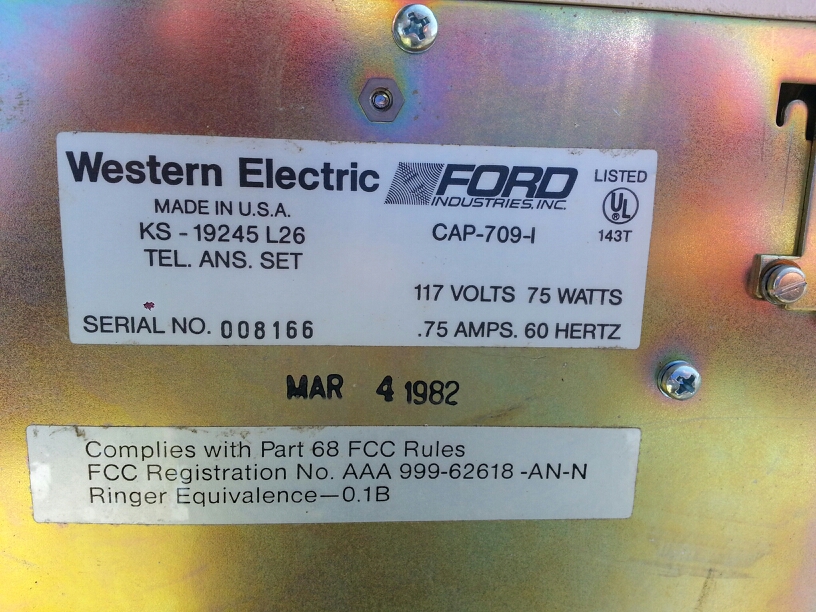 Western Electric FORD INDUSTRIES, INC. LISTED
MADE IN U.S.A. UL
KS - 19245 L26 CAP-709-I 143T
TEL. ANS. SET
117 VOLTS 75 WATTS
SERIAL NO. 008166 .75 AMPS. 60 HERTZ
MAR 4 1982
Complies with Part 68 FCC Rules
FCC Registration No. AAA 999-62618 -AN-N
Ringer Equivalence—0.1B